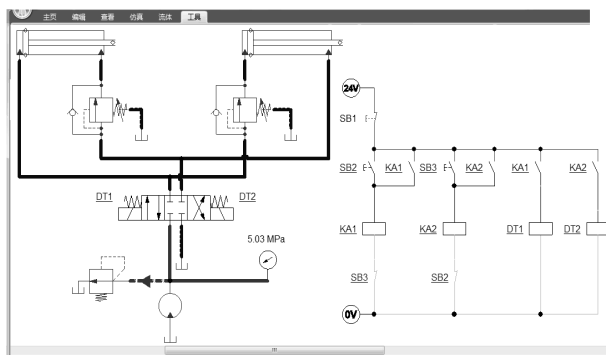 主页 编辑 查看 仿真 流体 工具
24V
SB1
SB2 KA1 SB3 KA2 KA1 KA2
DT1 DT2
KA1 KA2 DT1 DT2
5.03 MPa
SB3 SB2
0V